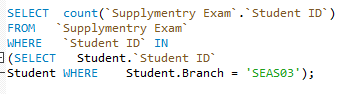 SELECT count(`Supplymentry Exam`.`Student ID`)
FROM `Supplymentry Exam`
WHERE `Student ID` IN
(SELECT Student.`Student ID`
Student WHERE Student.Branch = 'SEAS03');